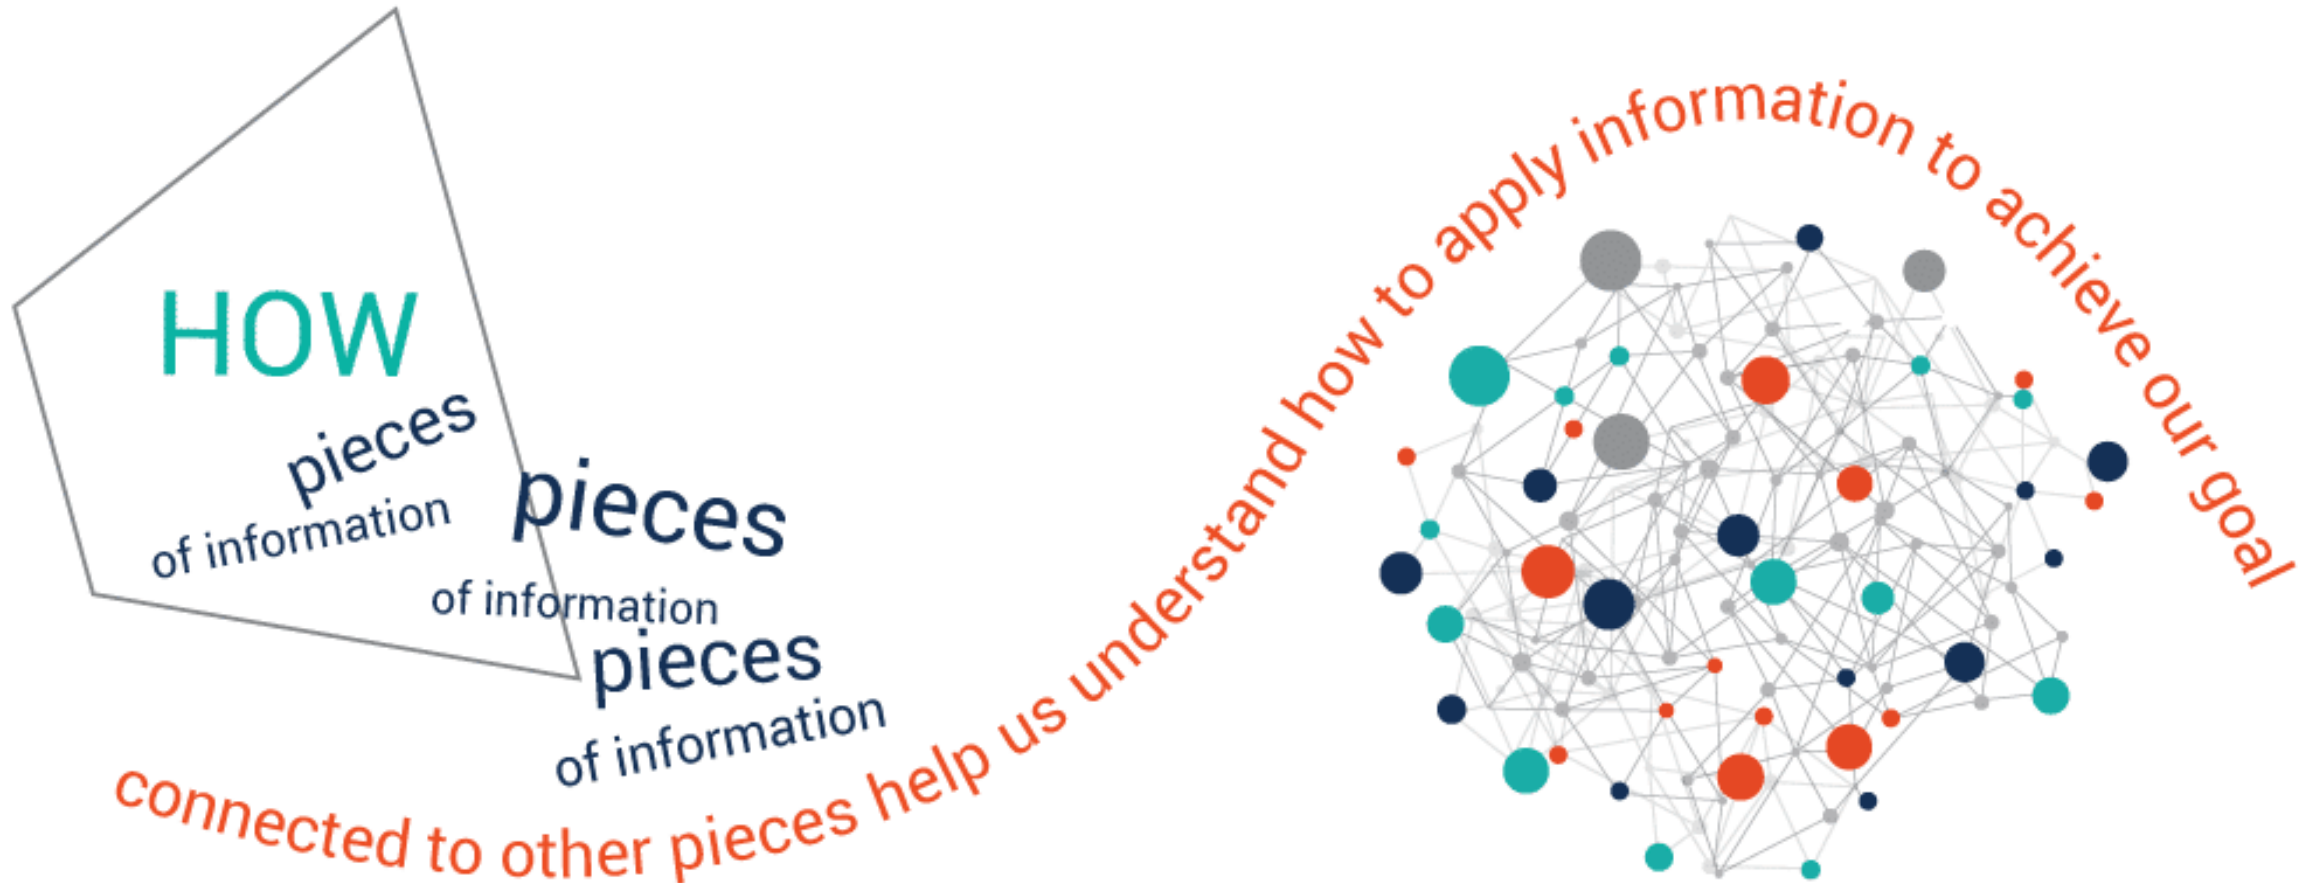 HOW
pieces
of information
pieces
of information
pieces
of information
connected to other pieces help us understand how to apply information to achieve our goal